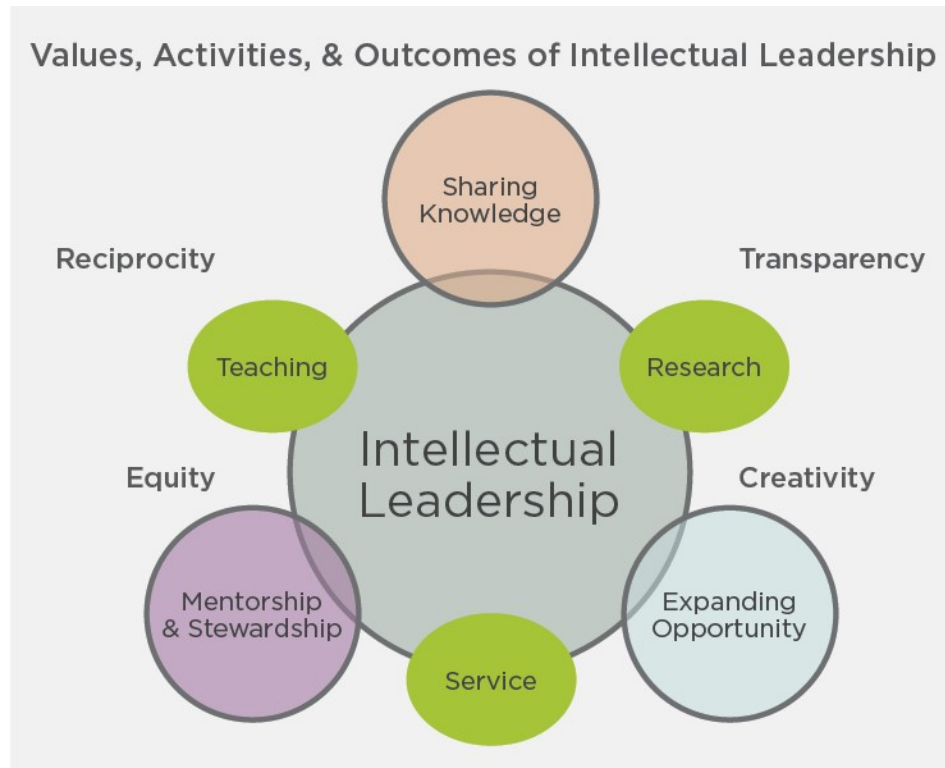 Values, Activities, & Outcomes of Intellectual Leadership
Sharing
Knowledge
Reciprocity
Transparency
Teaching
Research
Intellectual
Leadership
Equity
Creativity
Mentorship
& Stewardship
Expanding
Opportunity
Service